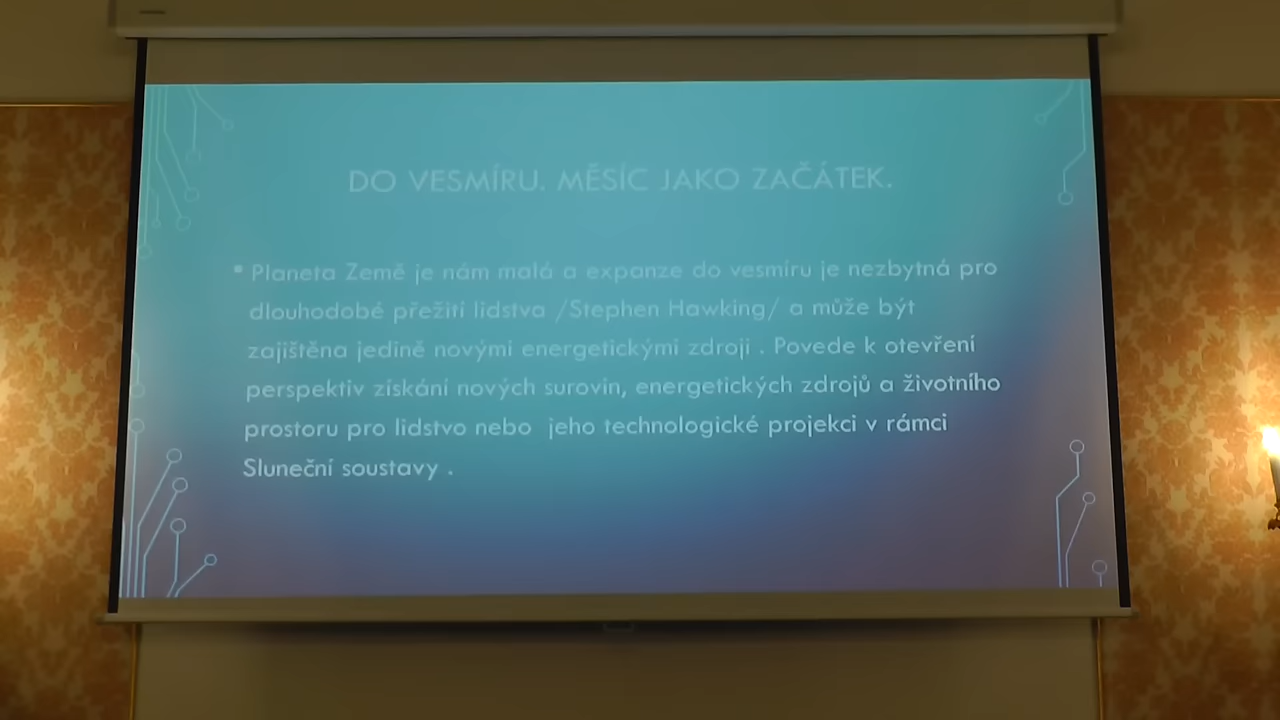 DO VESMÍRU. MĚSÍC JAKO ZAČÁTEK.
▪ Planeta Země je nám malá a expanze do vesmíru je nezbytná pro
dlouhodobé přežití lidstva /Stephen Hawking/ a může být
zajištěna jedině novými energetickými zdroji . Povede k otevření
perspektiv získání nových surovin, energetických zdrojů a životního
prostoru pro lidstvo nebo jeho technologické projekci v rámci
Sluneční soustavy .